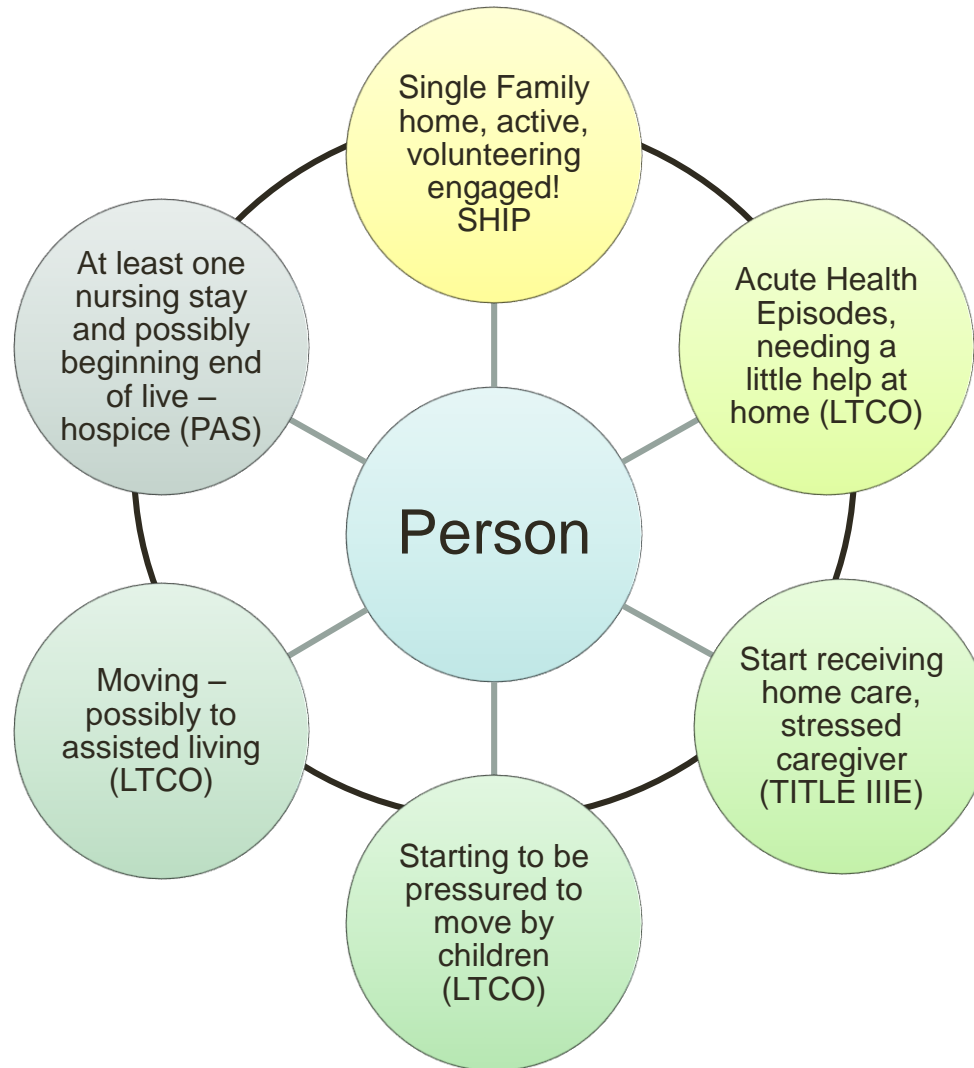 Single Family
home, active,
volunteering
engaged!
SHIP
Acute Health
Episodes,
needing a
little help at
home (LTCO)
Start receiving
home care,
stressed
caregiver
(TITLE IIIE)
Starting to be
pressured to
move by
children
(LTCO)
Moving –
possibly to
assisted living
(LTCO)
At least one
nursing stay
and possibly
beginning end
of live –
hospice (PAS)
Person